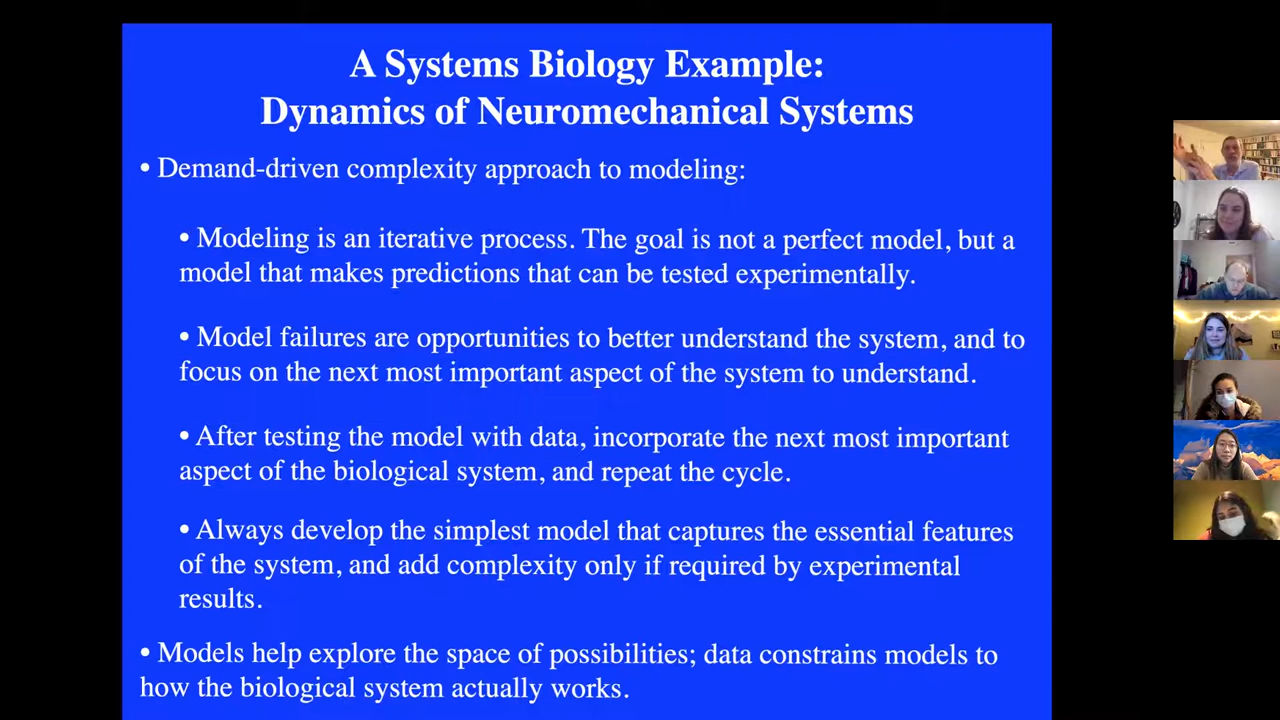 A Systems Biology Example:
Dynamics of Neuromechanical Systems
• Demand-driven complexity approach to modeling:
• Modeling is an iterative process. The goal is not a perfect model, but a
model that makes predictions that can be tested experimentally.
• Model failures are opportunities to better understand the system, and to
focus on the next most important aspect of the system to understand.
• After testing the model with data, incorporate the next most important
aspect of the biological system, and repeat the cycle.
• Always develop the simplest model that captures the essential features
of the system, and add complexity only if required by experimental
results.
• Models help explore the space of possibilities; data constrains models to
how the biological system actually works.